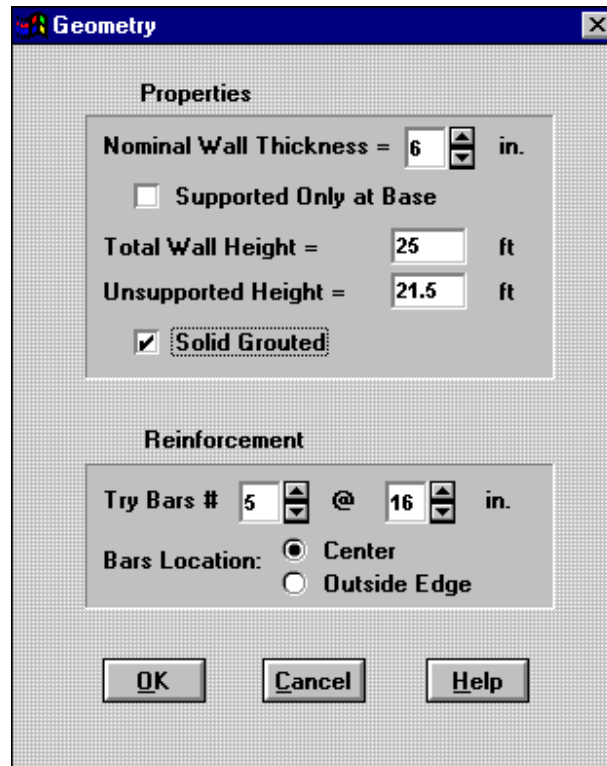 Geometry
Properties
Nominal Wall Thickness = 6 in.
Supported Only at Base
Total Wall Height = 25 ft
Unsupported Height = 21.5 ft
Solid Grouted
Reinforcement
Try Bars # 5 @ 16 in.
Bars Location: Center
Outside Edge
OK Cancel Help